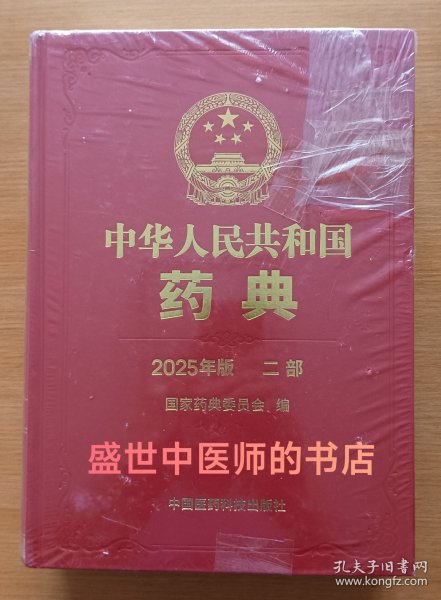 中华人民共和国
药典
2025年版 二部
国家药典委员会 编
盛世中医师的书店
中国医药科技出版社
孔夫子旧书网
www.kongfz.com